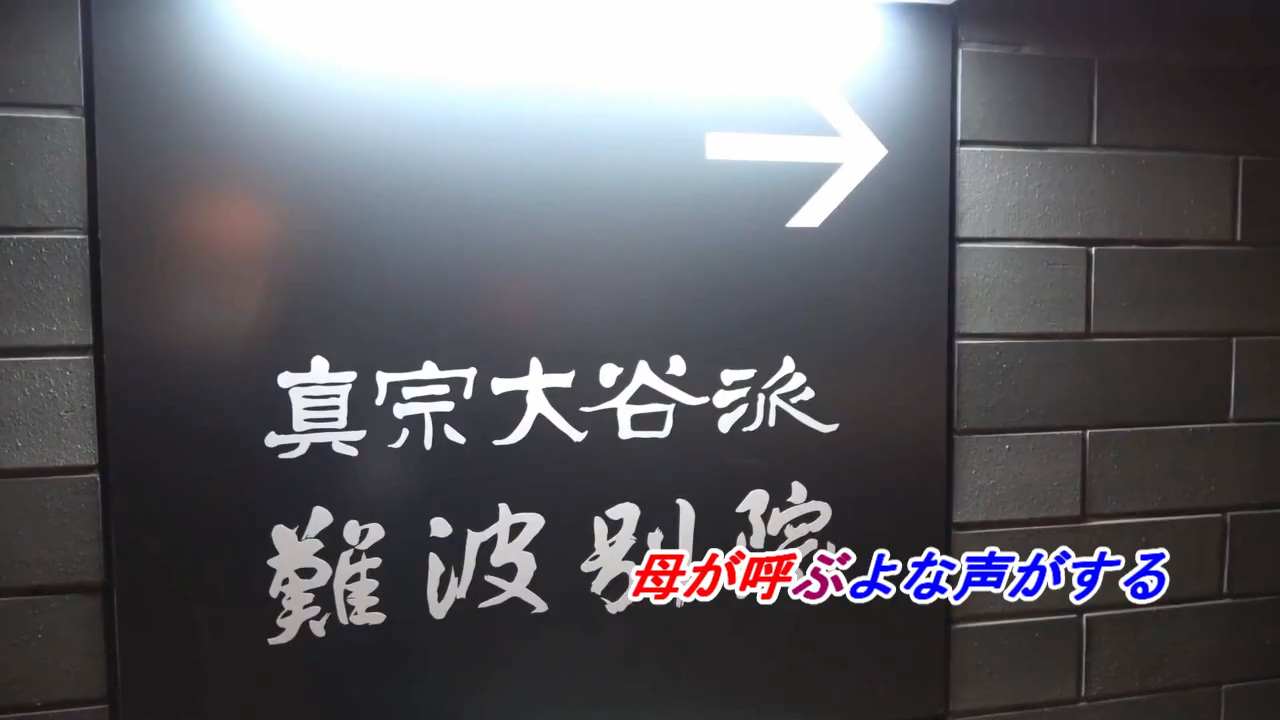 →
真宗大谷派
難波別院
母が呼ぶよな声がする